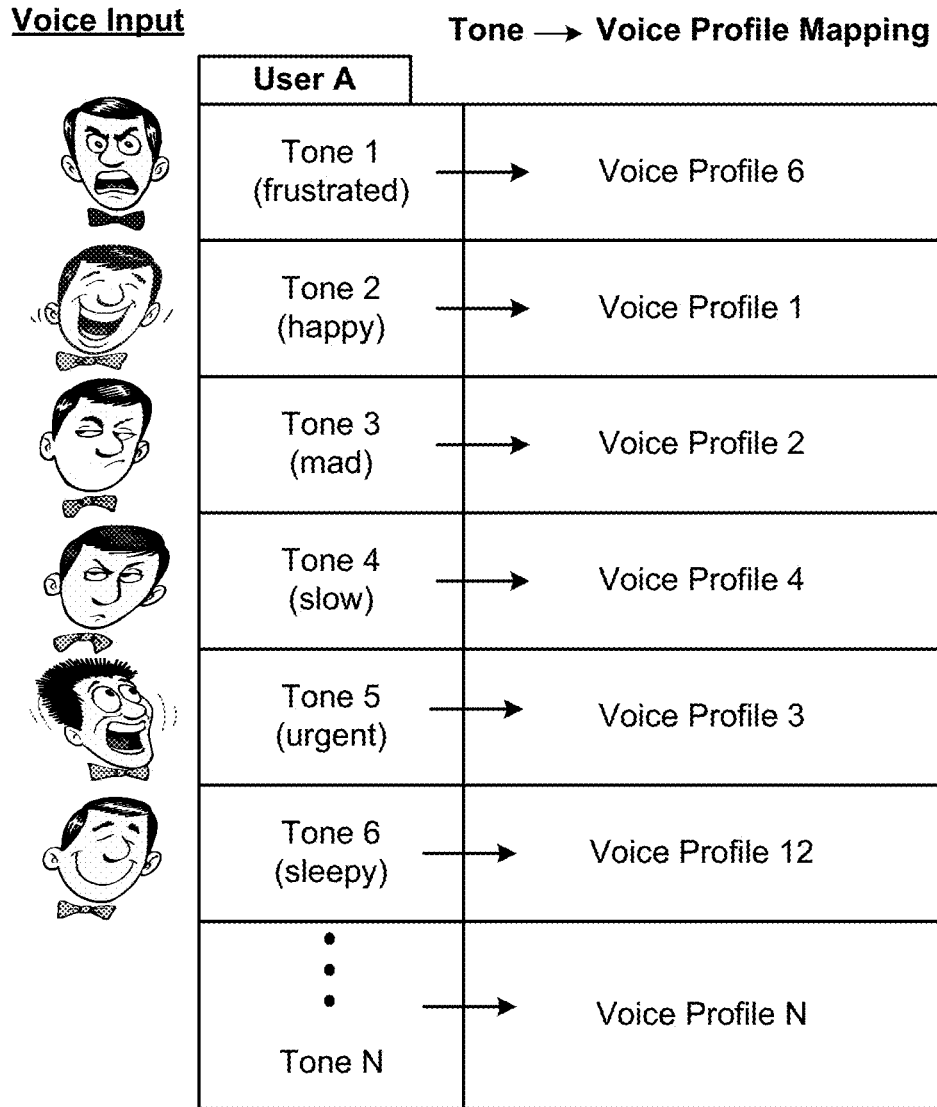 Voice Input
Tone → Voice Profile Mapping
User A
Tone 1
(frustrated)
→
Voice Profile 6
Tone 2
(happy)
→
Voice Profile 1
Tone 3
(mad)
→
Voice Profile 2
Tone 4
(slow)
→
Voice Profile 4
Tone 5
(urgent)
→
Voice Profile 3
Tone 6
(sleepy)
→
Voice Profile 12
Tone N
→
Voice Profile N